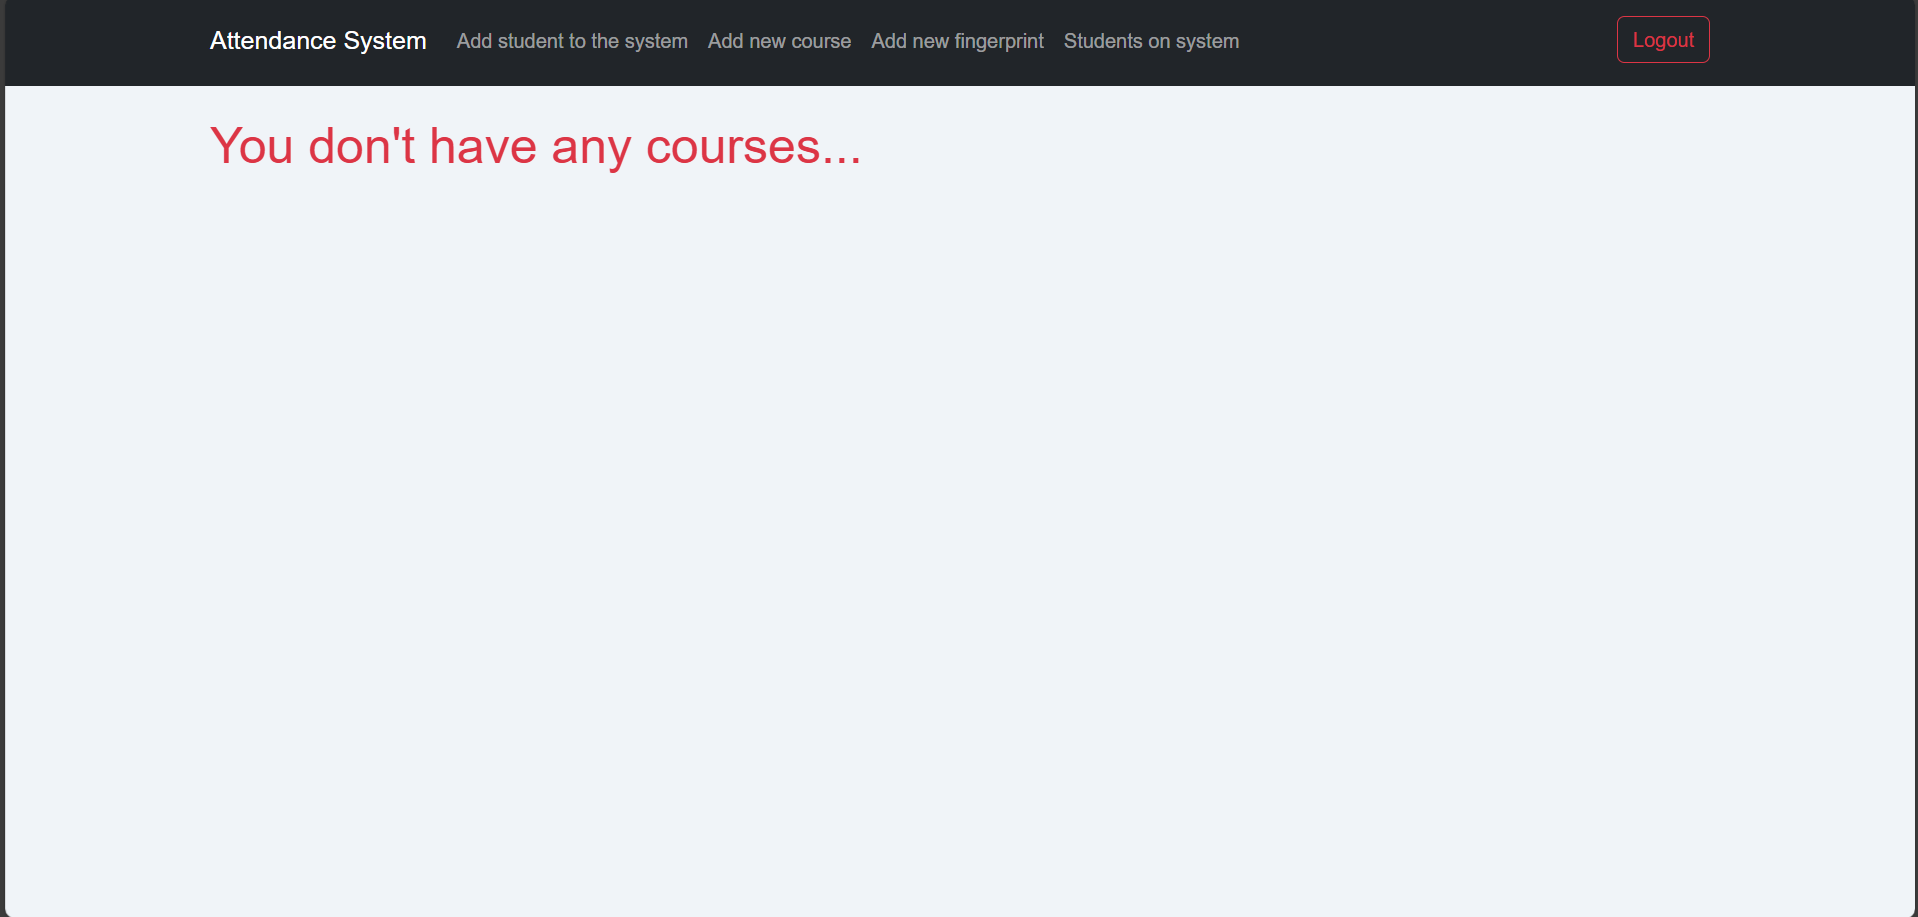 Attendance System Add student to the system Add new course Add new fingerprint Students on system Logout
You don't have any courses...